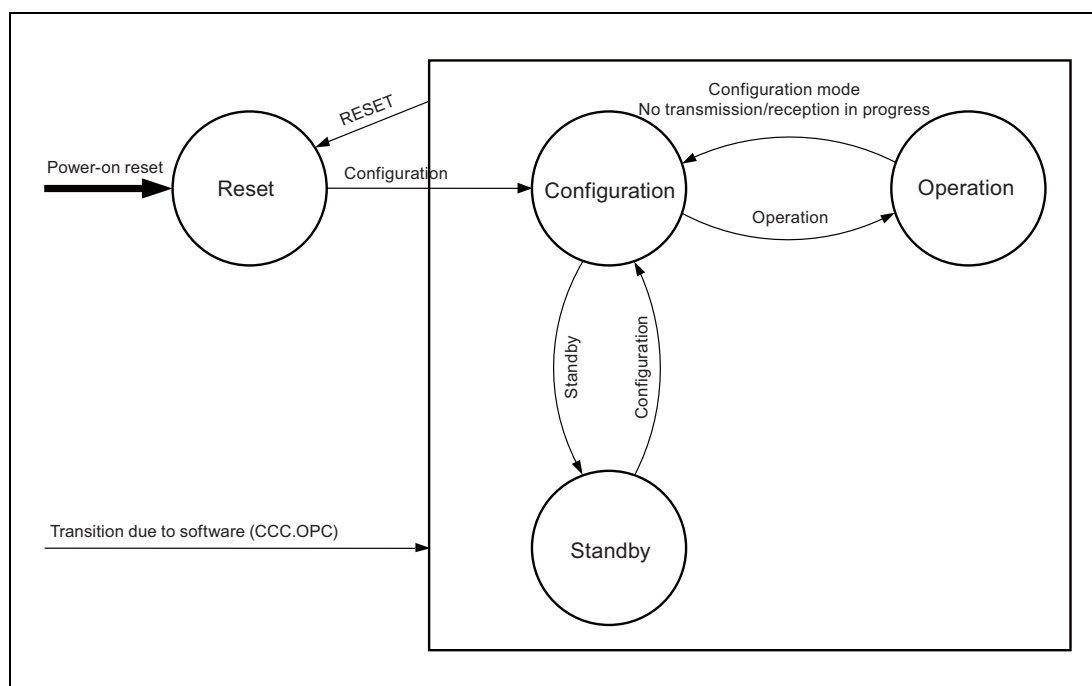 Configuration mode
No transmission/reception in progress
RESET
Power-on reset
Reset
Configuration
Configuration
Operation
Operation
Standby
Configuration
Transition due to software (CCC.OPC)
Standby